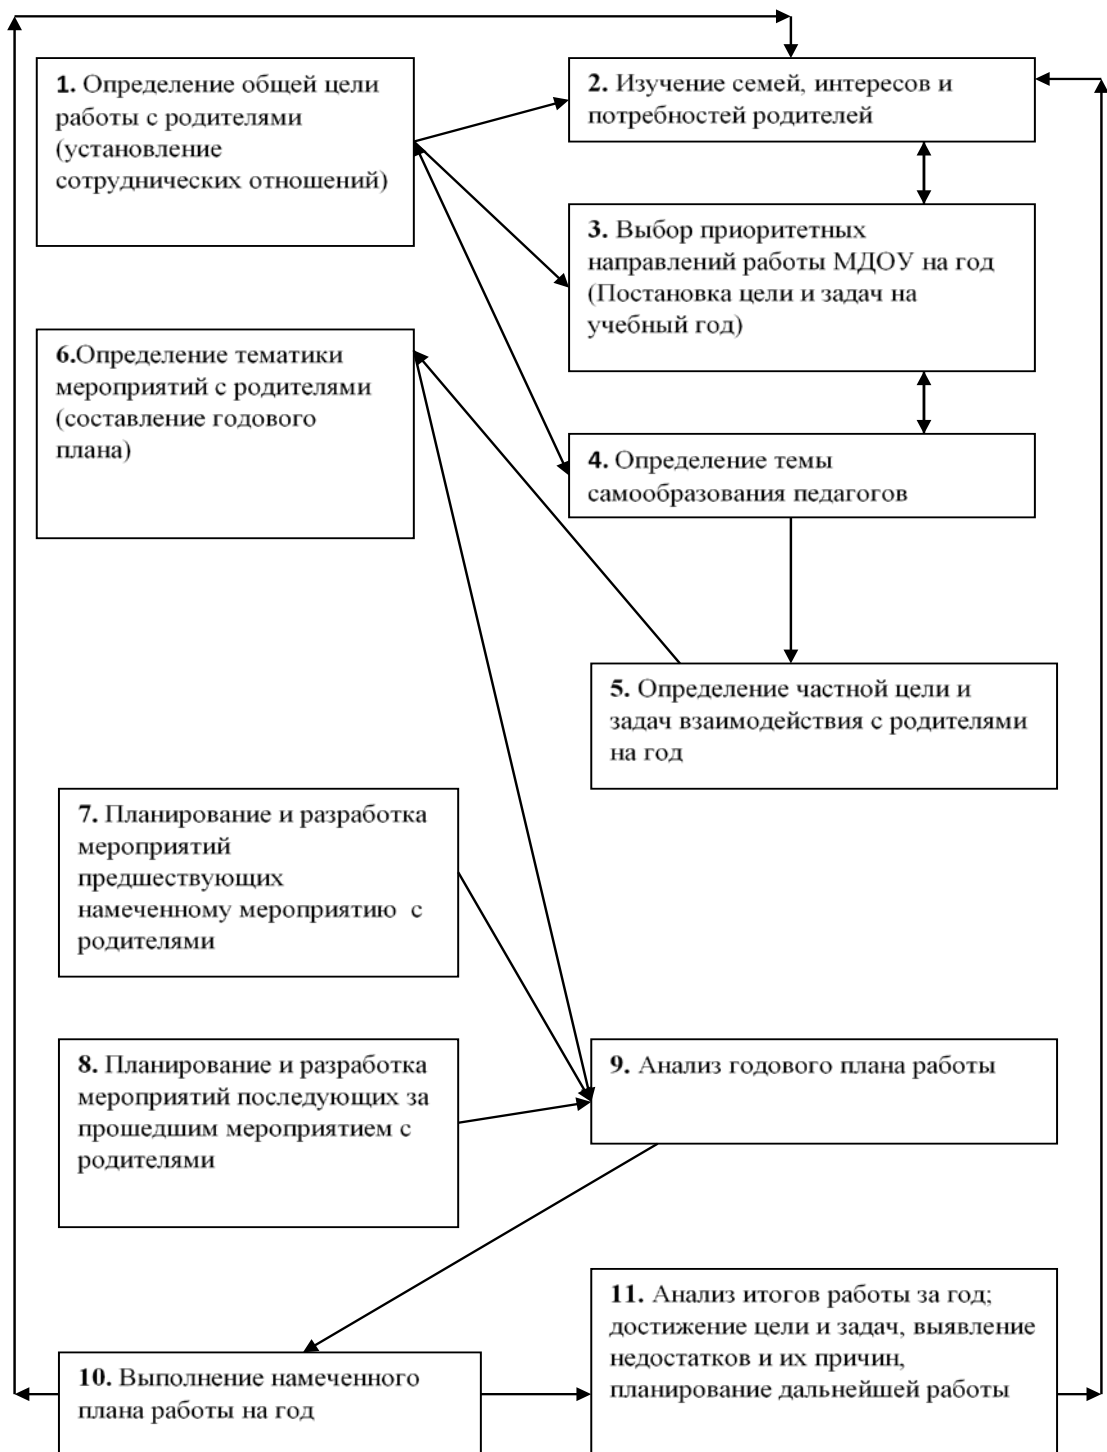 1. Определение общей цели
работы с родителями
(установление
сотруднических отношений)
2. Изучение семей, интересов и
потребностей родителей
3. Выбор приоритетных
направлений работы МДОУ на год
(Постановка цели и задач на
учебный год)
6.Определение тематики
мероприятий с родителями
(составление годового
плана)
4. Определение темы
самообразования педагогов
5. Определение частной цели и
задач взаимодействия с родителями
на год
7. Планирование и разработка
мероприятий
предшествующих
намеченному мероприятию  с
родителями
8. Планирование и разработка
мероприятий последующих за
прошедшим мероприятием с
родителями
9. Анализ годового плана работы
10. Выполнение намеченного
плана работы на год
11. Анализ итогов работы за год;
достижение цели и задач, выявление
недостатков и их причин,
планирование дальнейшей работы